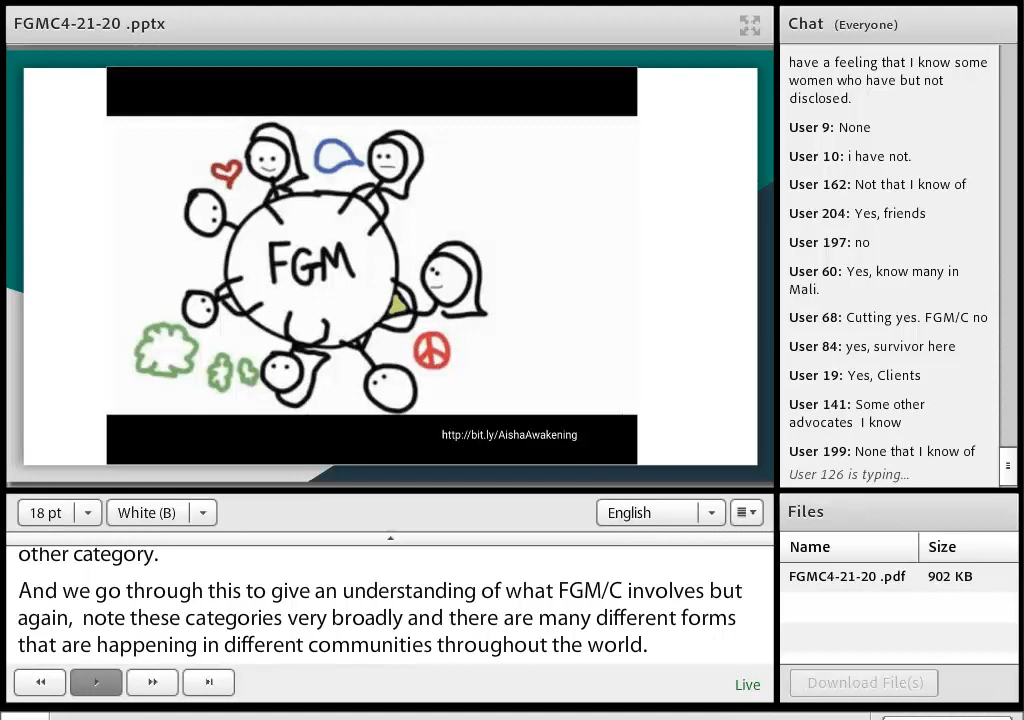 FGMC4-21-20 .pptx
FGM
http://bit.ly/AishaAwakening
Chat (Everyone)
have a feeling that I know some
women who have but not
disclosed.
User 9: None
User 10: i have not.
User 162: Not that I know of
User 204: Yes, friends
User 197: no
User 60: Yes, know many in
Mali.
User 68: Cutting yes. FGM/C no
User 84: yes, survivor here
User 19: Yes, Clients
User 141: Some other
advocates I know
User 199: None that I know of
User 126 is typing...
18 pt
White (B)
English
other category.
And we go through this to give an understanding of what FGM/C involves but
again, note these categories very broadly and there are many different forms
that are happening in different communities throughout the world.
Live
Files
Name Size
FGMC4-21-20 .pdf 902 KB
Download File(s)